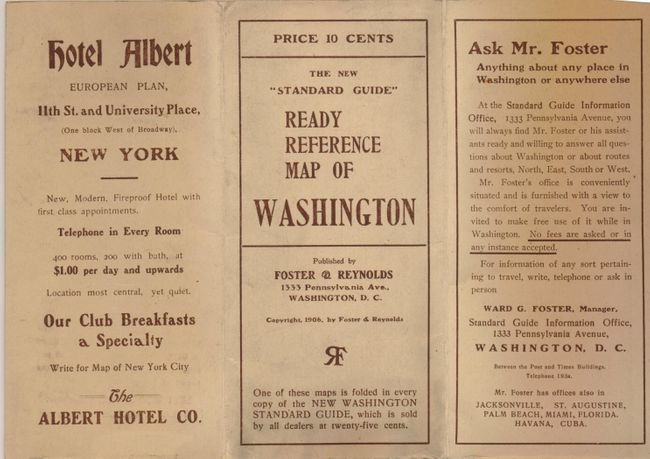 Hotel Albert
EUROPEAN PLAN,
11th St. and University Place,
(One block West of Broadway),
NEW YORK
New, Modern, Fireproof Hotel with
first class appointments.
Telephone in Every Room
400 rooms, 200 with bath, at
$1.00 per day and upwards
Location most central, yet quiet.
Our Club Breakfasts
a Specialty
Write for Map of New York City
The
ALBERT HOTEL CO.
PRICE 10 CENTS
THE NEW
"STANDARD GUIDE"
READY
REFERENCE
MAP OF
WASHINGTON
Published by
FOSTER & REYNOLDS
1333 Pennsylvania Ave.,
WASHINGTON, D. C.
Copyright, 1906, by Foster & Reynolds
RF
One of these maps is folded in every
copy of the NEW WASHINGTON
STANDARD GUIDE, which is sold
by all dealers at twenty-five cents.
Ask Mr. Foster
Anything about any place in
Washington or anywhere else
At the Standard Guide Information
Office, 1333 Pennsylvania Avenue, you
will always find Mr. Foster or his assist-
ants ready and willing to answer all ques-
tions about Washington or about routes
and resorts, North, East, South or West.
Mr. Foster's office is conveniently
situated and is furnished with a view to
the comfort of travelers. You are in-
vited to make free use of it while in
Washington. No fees are asked or in
any instance accepted.
For information of any sort pertain-
ing to travel, write, telephone or ask in
person
WARD G. FOSTER, Manager,
Standard Guide Information Office,
1333 Pennsylvania Avenue,
WASHINGTON, D. C.
Between the Post and Times Buildings.
Telephone
Mr. Foster has offices also in
JACKSONVILLE, ST. AUGUSTINE,
PALM BEACH, MIAMI, FLORIDA.
HAVANA, CUBA.